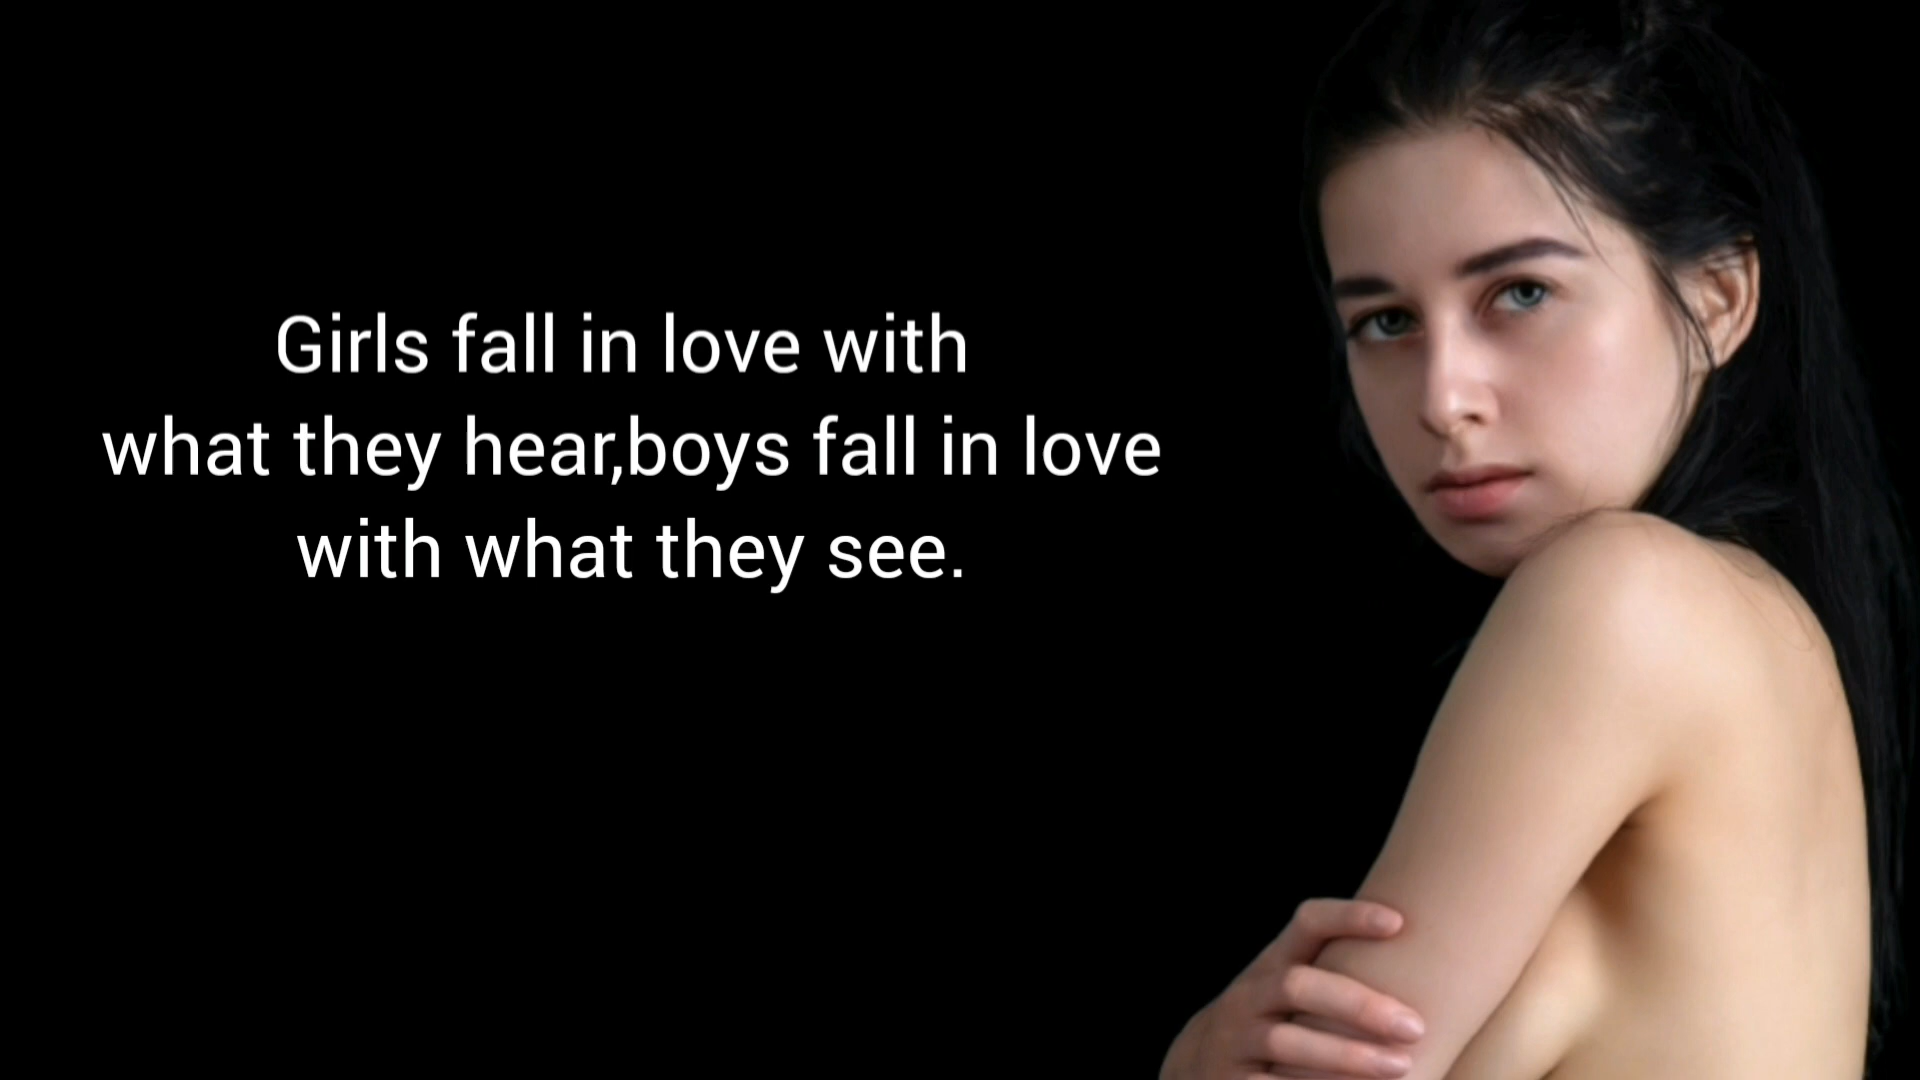 Girls fall in love with
what they hear,boys fall in love
with what they see.